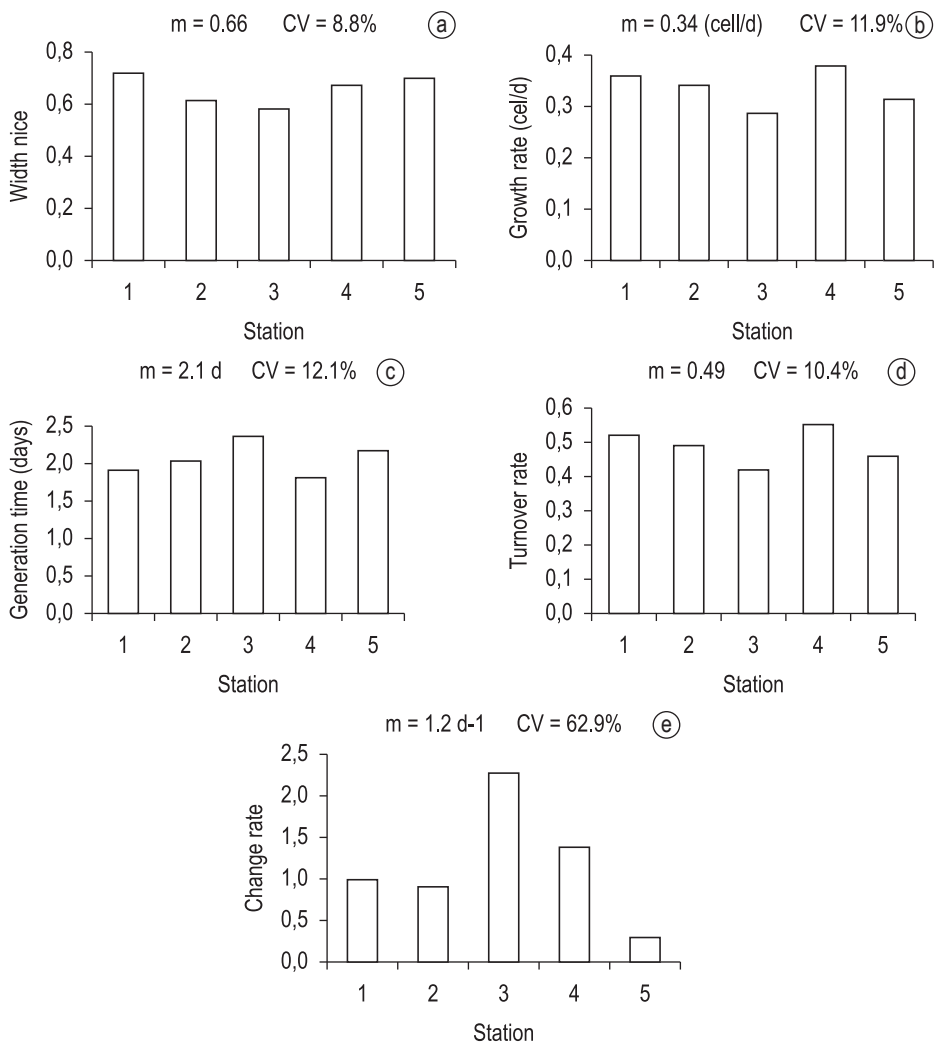 m = 0.66 CV = 8.8% a
Width nice
0,8
0,6
0,4
0,2
0,0
1 2 3 4 5
Station
m = 0.34 (cell/d) CV = 11.9% b
Growth rate (cel/d)
0,4
0,3
0,2
0,1
0,0
1 2 3 4 5
Station
m = 2.1 d CV = 12.1% c
Generation time (days)
2,5
2,0
1,5
1,0
0,5
0,0
1 2 3 4 5
Station
m = 0.49 CV = 10.4% d
Turnover rate
0,6
0,5
0,4
0,3
0,2
0,1
0,0
1 2 3 4 5
Station
m = 1.2 d-1 CV = 62.9% e
Change rate
2,5
2,0
1,5
1,0
0,5
0,0
1 2 3 4 5
Station